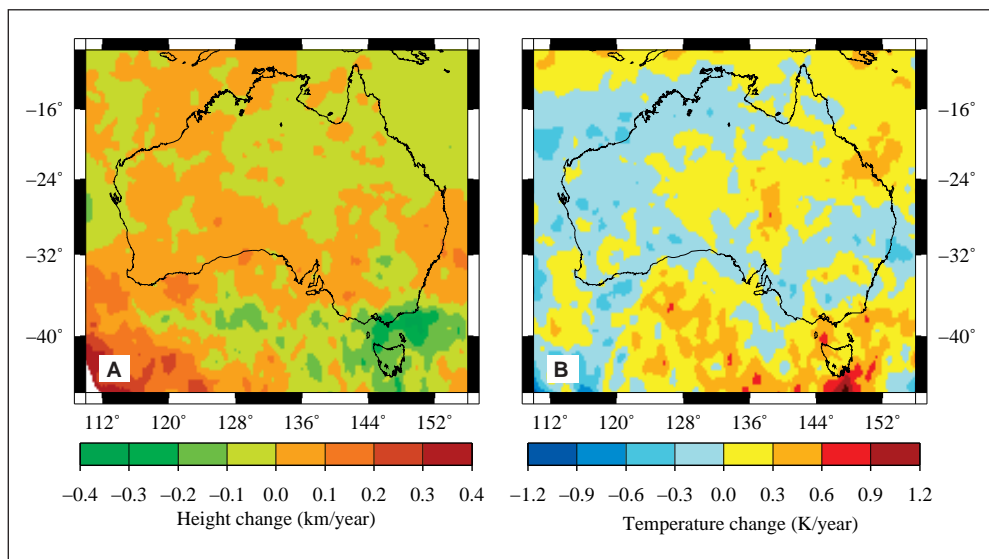 −16° −16°
−24° −24°
−32° −32°
−40° −40°
A B
112° 120° 128° 136° 144° 152° 112° 120° 128° 136° 144° 152°
−0.4 −0.3 −0.2 −0.1 0.0 0.1 0.2 0.3 0.4 −1.2 −0.9 −0.6 −0.3 0.0 0.3 0.6 0.9 1.2
Height change (km/year) Temperature change (K/year)